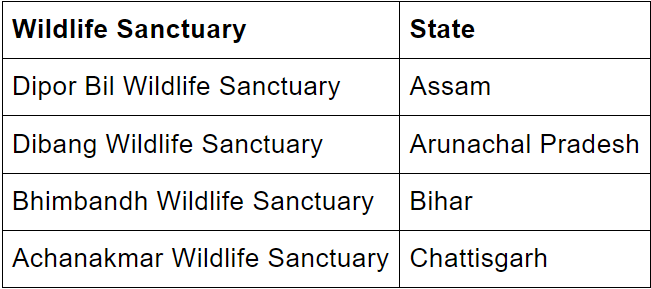 Wildlife Sanctuary State
Dipor Bil Wildlife Sanctuary Assam
Dibang Wildlife Sanctuary Arunachal Pradesh
Bhimbandh Wildlife Sanctuary Bihar
Achanakmar Wildlife Sanctuary Chattisgarh